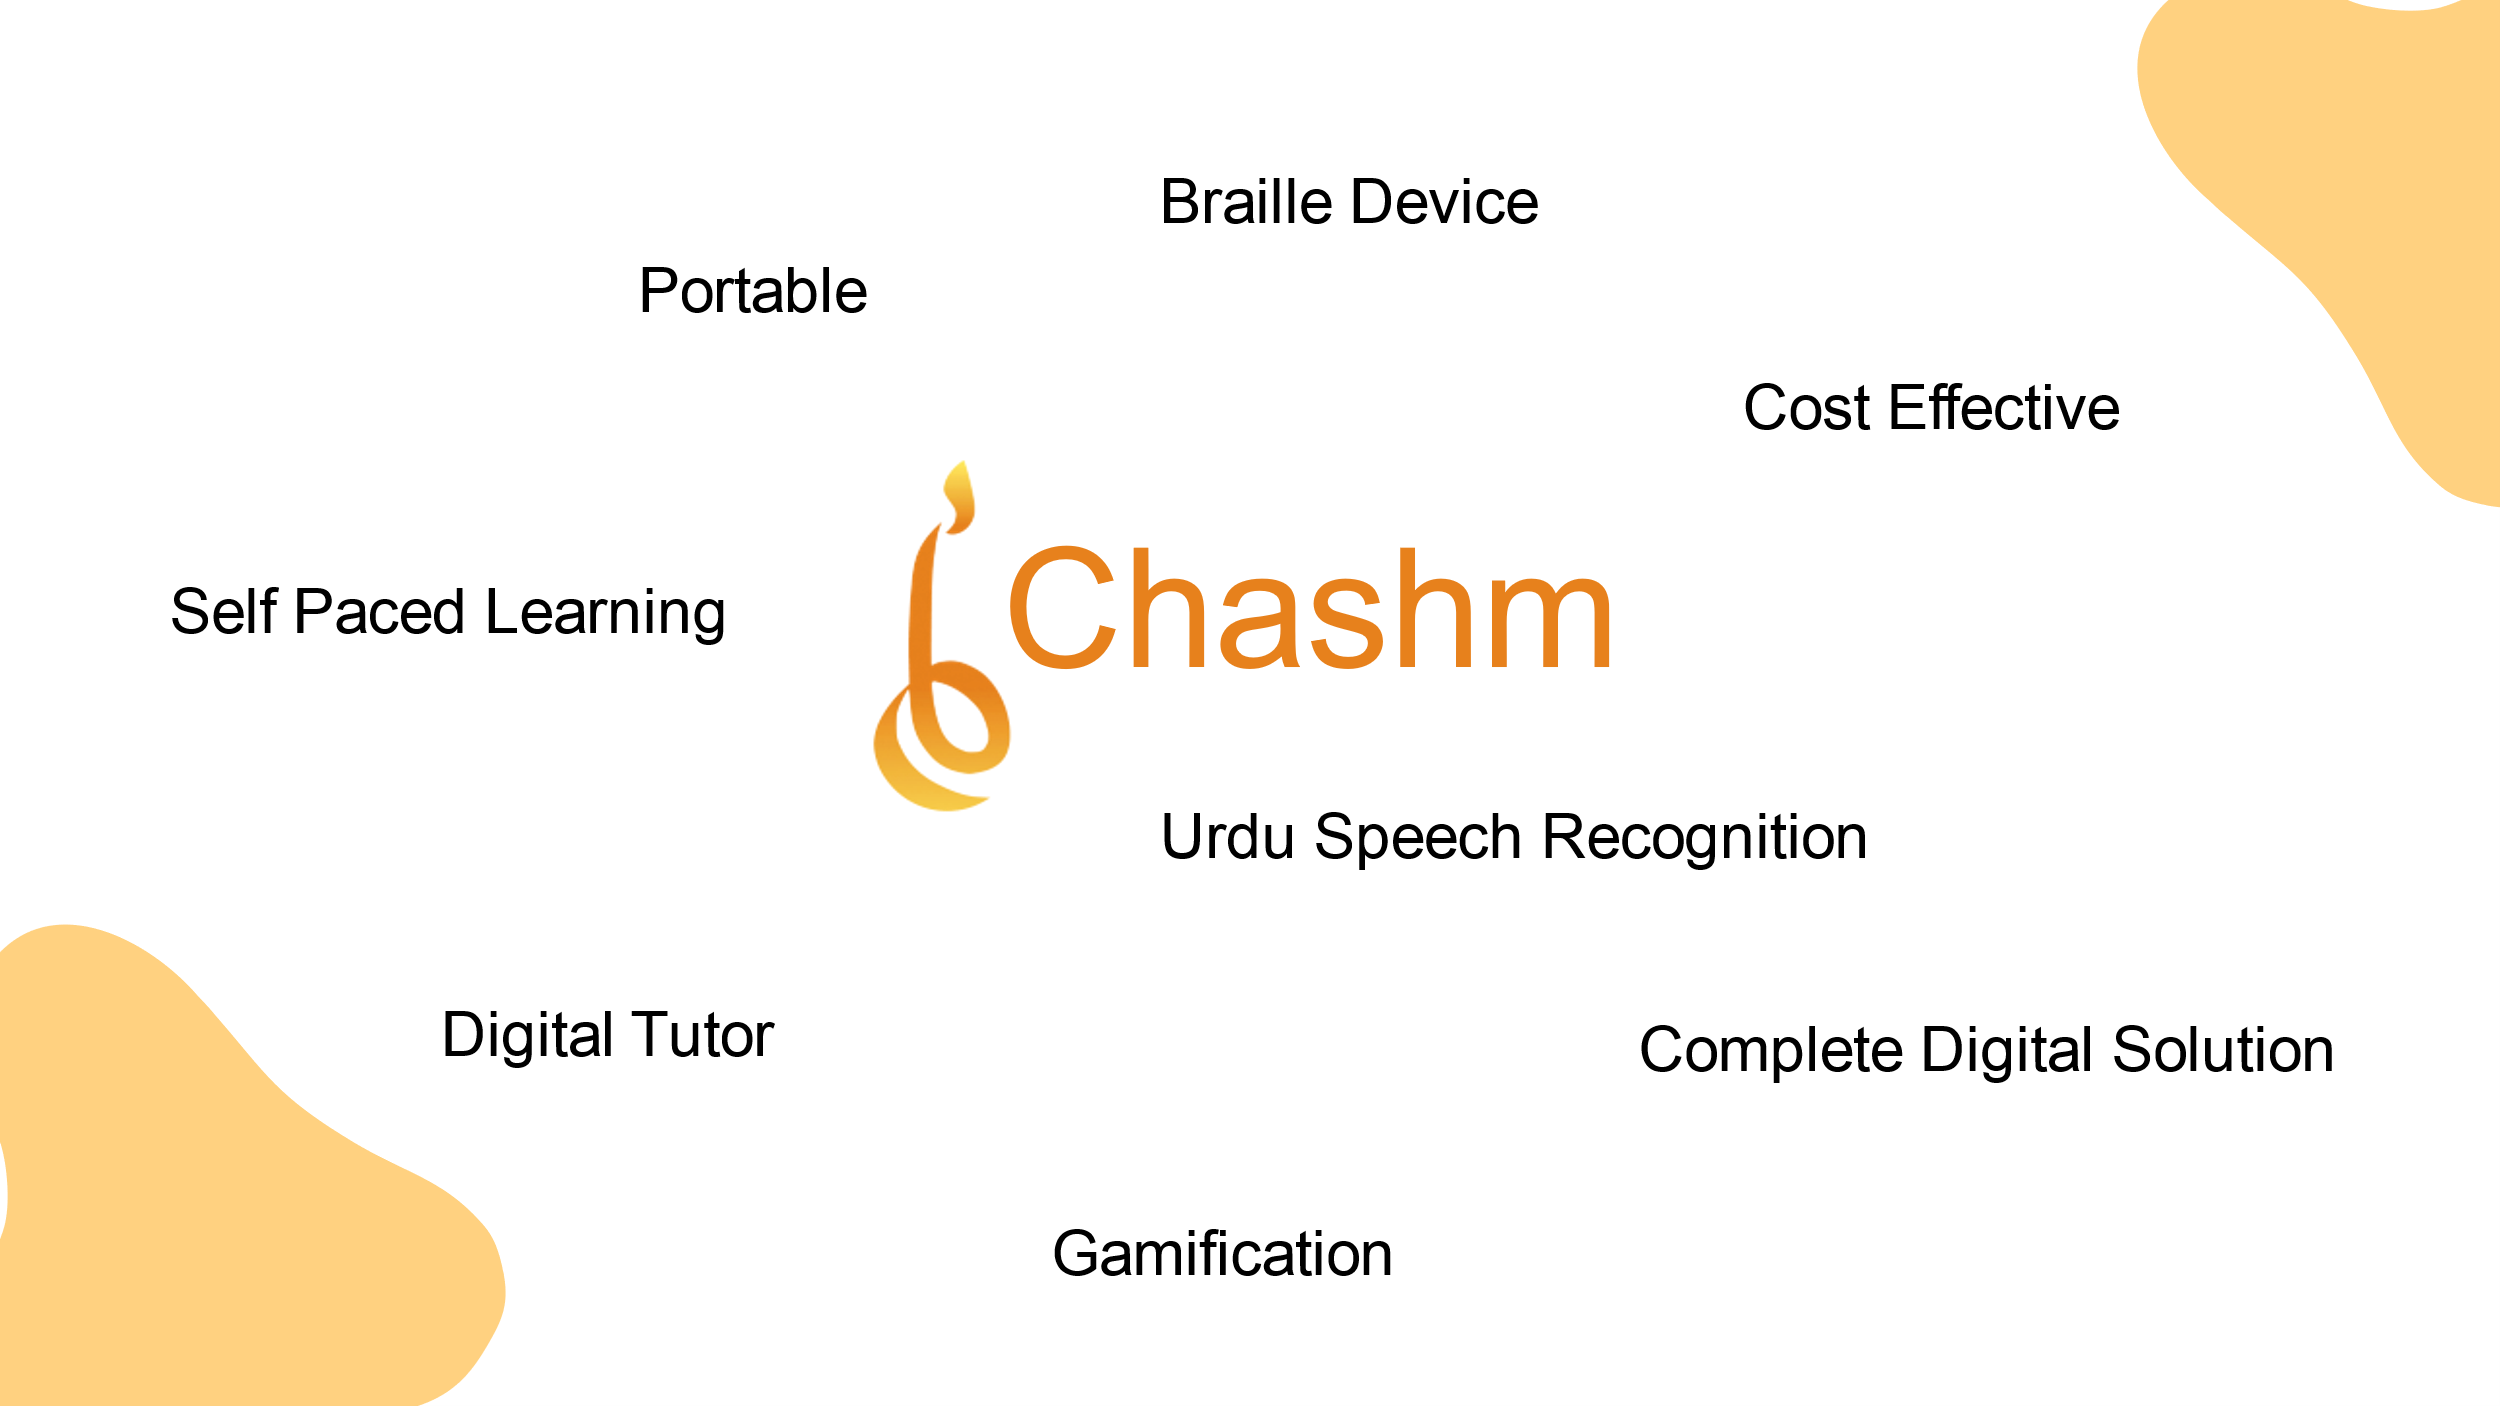 Braille Device
Portable
Cost Effective
Chashm
Self Paced Learning
Urdu Speech Recognition
Digital Tutor
Complete Digital Solution
Gamification